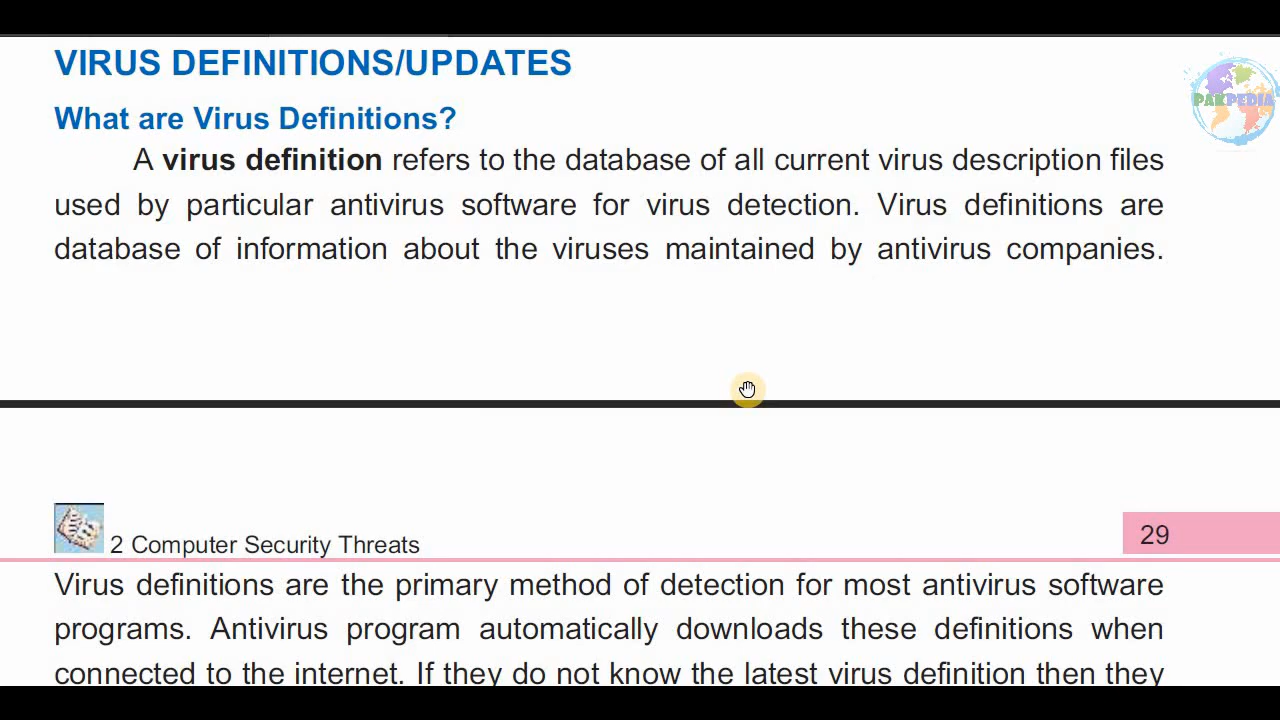 VIRUS DEFINITIONS/UPDATES
What are Virus Definitions?
A virus definition refers to the database of all current virus description files
used by particular antivirus software for virus detection. Virus definitions are
database of information about the viruses maintained by antivirus companies.
PAKPEDIA
2 Computer Security Threats
29
Virus definitions are the primary method of detection for most antivirus software
programs. Antivirus program automatically downloads these definitions when
connected to the internet. If they do not know the latest virus definition then they